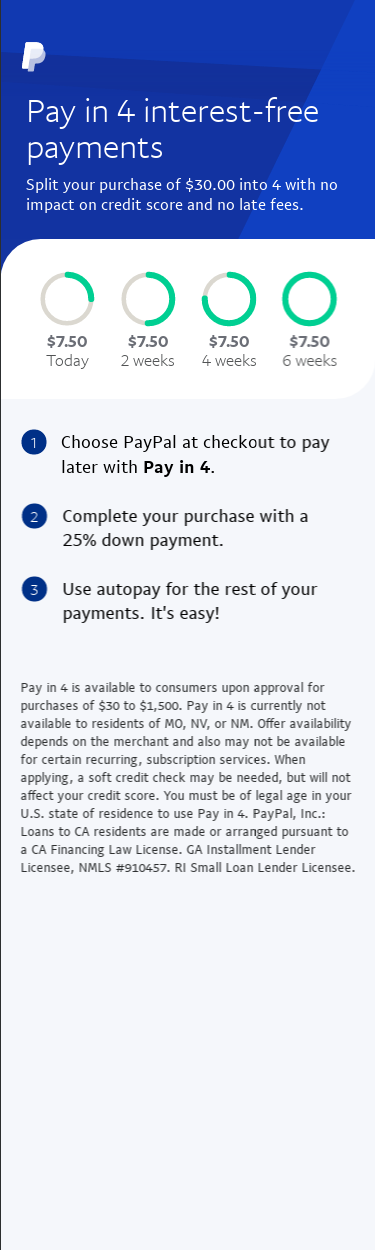 Pay in 4 interest-free
payments
Split your purchase of $30.00 into 4 with no
impact on credit score and no late fees.
$7.50 $7.50 $7.50 $7.50
Today 2 weeks 4 weeks 6 weeks
1 Choose PayPal at checkout to pay
later with Pay in 4.
2 Complete your purchase with a
25% down payment.
3 Use autopay for the rest of your
payments. It's easy!
Pay in 4 is available to consumers upon approval for
purchases of $30 to $1,500. Pay in 4 is currently not
available to residents of MO, NV, or NM. Offer availability
depends on the merchant and also may not be available
for certain recurring, subscription services. When
applying, a soft credit check may be needed, but will not
affect your credit score. You must be of legal age in your
U.S. state of residence to use Pay in 4. PayPal, Inc.:
Loans to CA residents are made or arranged pursuant to
a CA Financing Law License. GA Installment Lender
Licensee, NMLS #910457. RI Small Loan Lender Licensee.